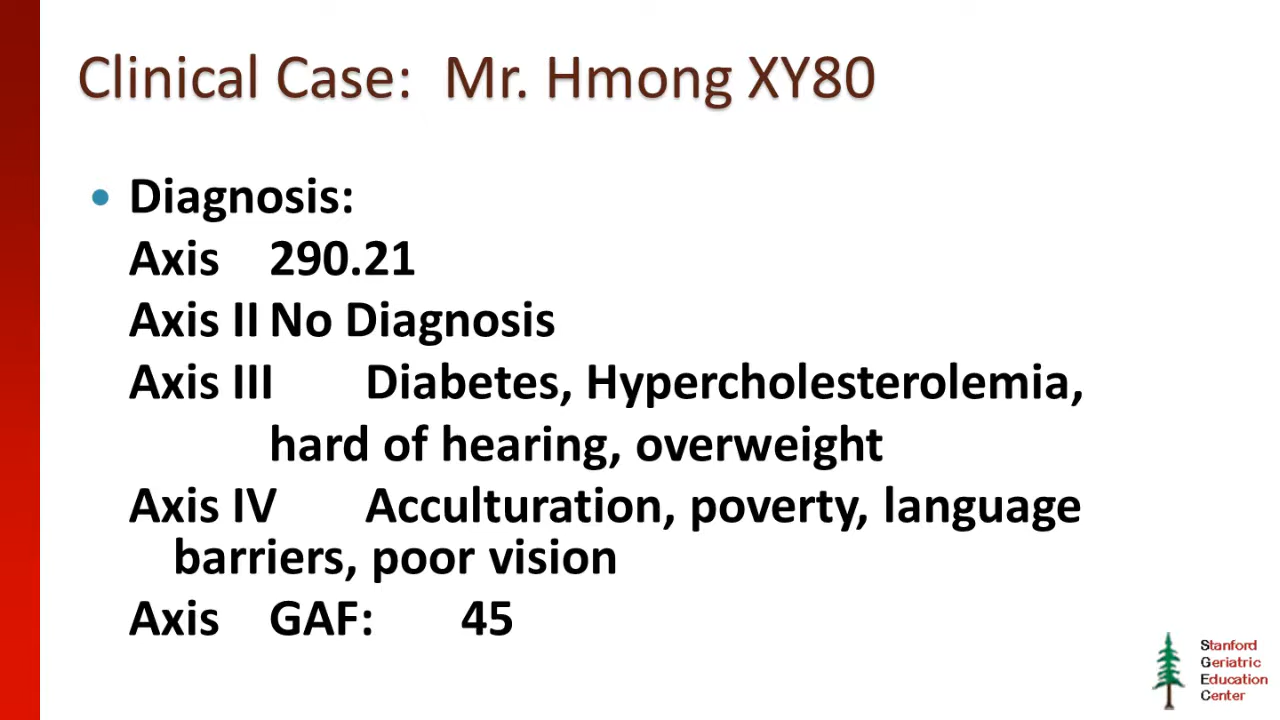 Clinical Case: Mr. Hmong XY80
• Diagnosis:
Axis 290.21
Axis II No Diagnosis
Axis III Diabetes, Hypercholesterolemia,
hard of hearing, overweight
Axis IV Acculturation, poverty, language
barriers, poor vision
Axis GAF: 45
Stanford
Geriatric
Education
Center